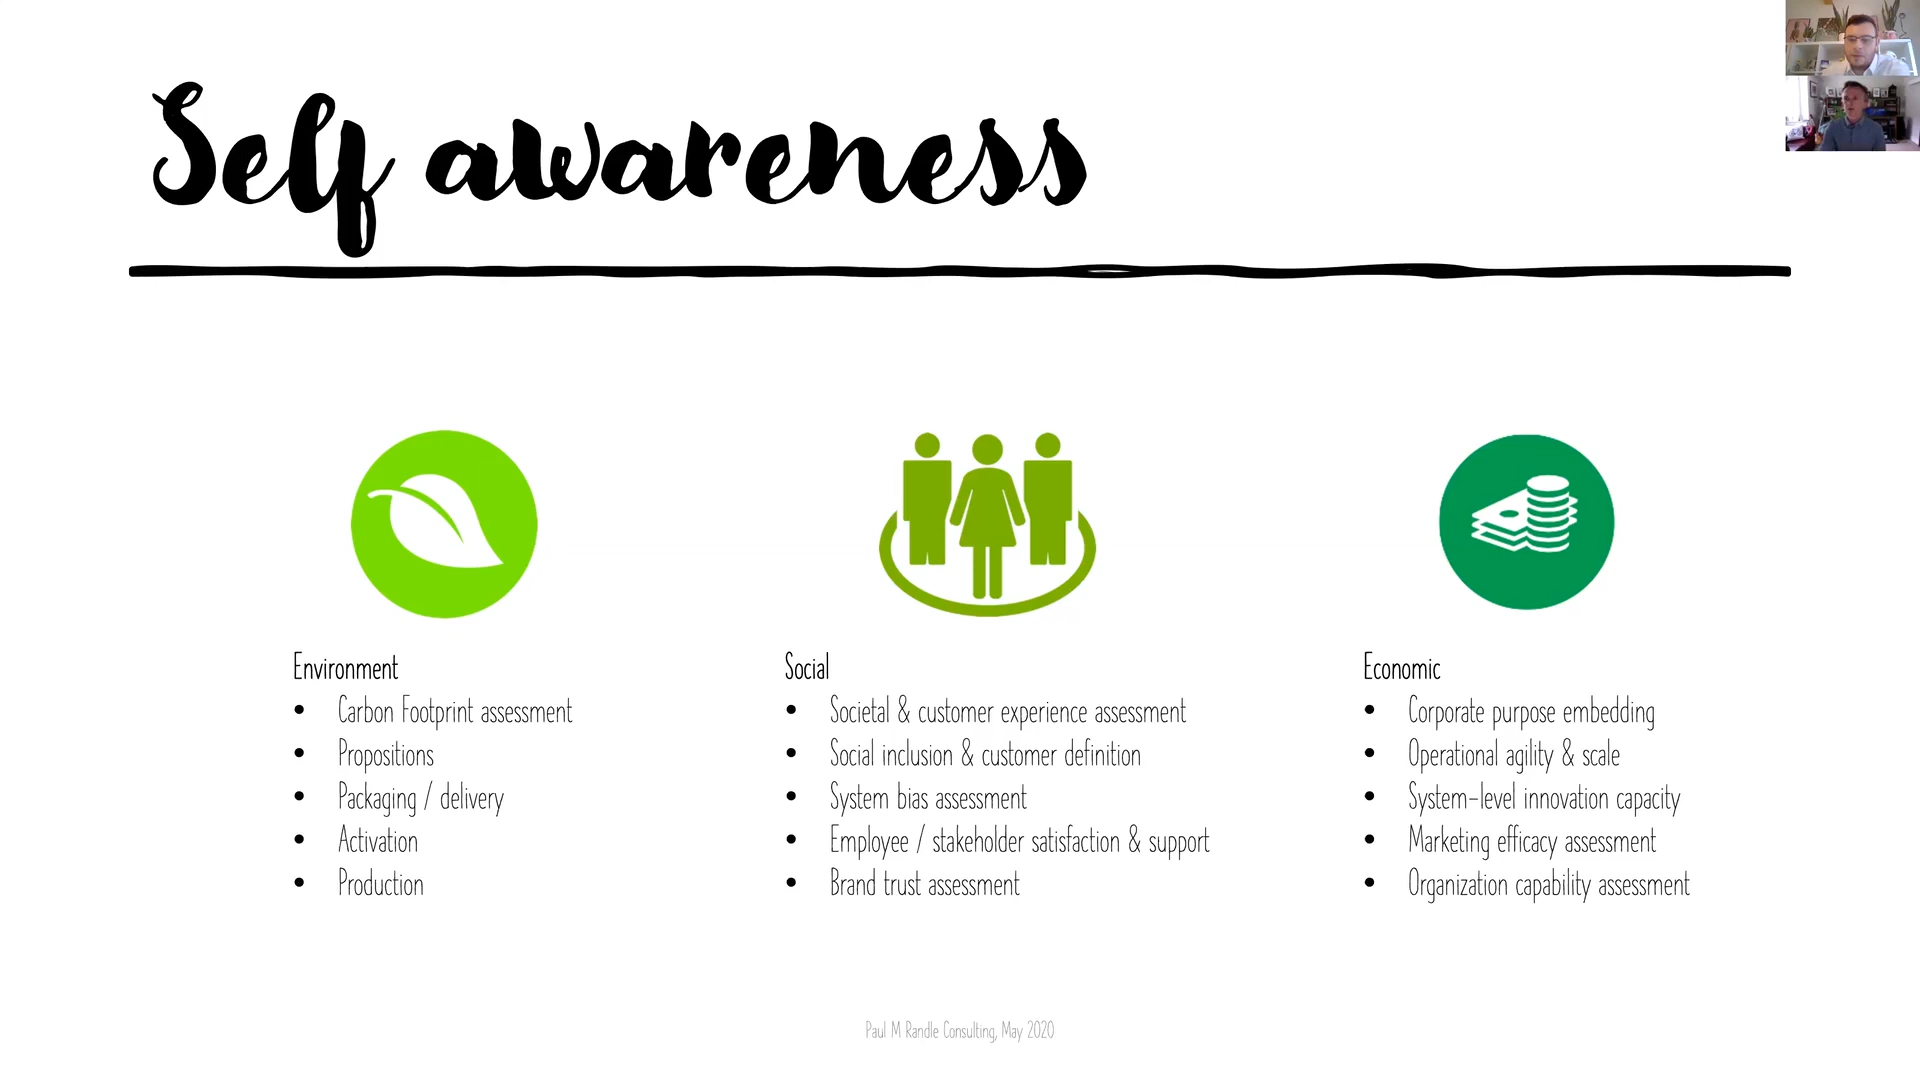 Self awareness
Environment
• Carbon Footprint assessment
• Propositions
• Packaging / delivery
• Activation
• Production
Social
• Societal & customer experience assessment
• Social inclusion & customer definition
• System bias assessment
• Employee / stakeholder satisfaction & support
• Brand trust assessment
Economic
• Corporate purpose embedding
• Operational agility & scale
• System-level innovation capacity
• Marketing efficacy assessment
• Organization capability assessment
Paul M Randle Consulting, May 2020